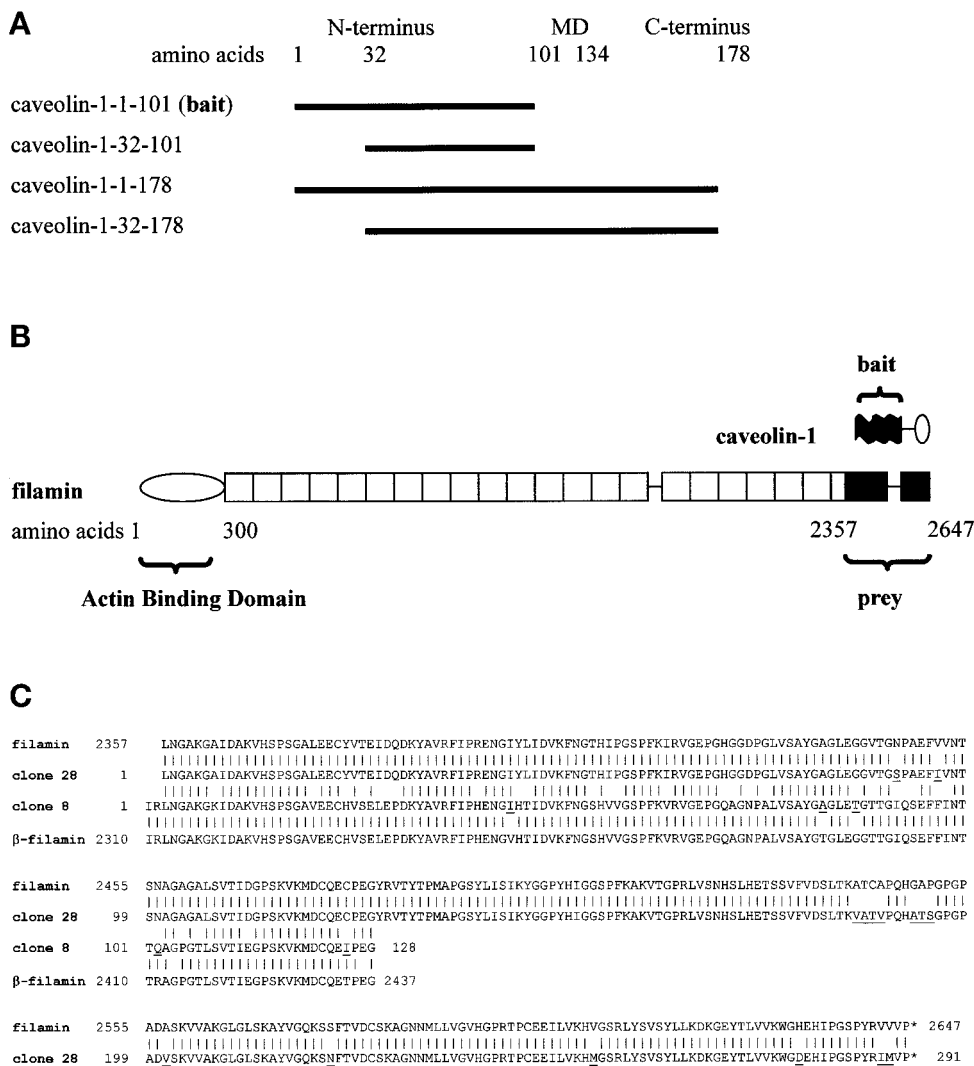 A
N-terminus MD C-terminus
amino acids 1 32 101 134 178
caveolin-1-1-101 (bait)
caveolin-1-32-101
caveolin-1-1-178
caveolin-1-32-178
B
bait
caveolin-1
filamin
amino acids 1 300 2357 2647
Actin Binding Domain prey
C
filamin 2357 LNGAKGAIDAKVHSPSGALEECYVTEIDQDKYAVRFIPRENGIYLIDVKFNGTHIPGSPFKIRVGEPGHGGDPGLVSAYGAGLEGGVTGNPAEFVVNT
clone 28 1 LNGAKGAIDAKVHSPSGALEECYVTEIDQDKYAVRFIPRENGIYLIDVKFNGTHIPGSPFKIRVGEPGHGGDPGLVSAYGAGLEGGVTGSPAEFIVNT
clone 8 1 IRLNGAKGKIDAKVHSPSGAVEECHVSELEPDKYAVRFIPHENGIHTIDVKFNGSHVVGSPFKVRVGEPGQAGNPALVSAYGAGLETGTTGIQSEFFINT
β-filamin 2310 IRLNGAKGKIDAKVHSPSGAVEECHVSELEPDKYAVRFIPHENGVHTIDVKFNGSHVVGSPFKVRVGEPGQAGNPALVSAYGTGLEGGTTGIQSEFFINT
filamin 2455 SNAGAGALSVTIDGPSKVKMDCQECPEGYRVTYTPMAPGSYLISIKYGGPYHIGGSPFKAKVTGPRLVSNHSLHETSSVFVDSLTKATCAPQHGAPGPGP
clone 28 99 SNAGAGALSVTIDGPSKVKMDCQECPEGYRVTYTPMAPGSYLISIKYGGPYHIGGSPFKAKVTGPRLVSNHSLHETSSVFVDSLTKVATVPQHATSGPGP
clone 8 101 TQAGPGTLSVTIEGPSKVKMDCQEIPEG 128
β-filamin 2410 TRAGPGTLSVTIEGPSKVKMDCQETPEG 2437
filamin 2555 ADASKVVAKGLGLSKAYVGQKSSFTVDCSKAGNNMLLVGVHGPRTPCEEILVKHVGSRLYSVSYLLKDKGEYTLVVKWGHEHIPGSPYRVVVP* 2647
clone 28 199 ADVSKVVAKGLGLSKAYVGQKSNFTVDCSKAGNNMLLVGVHGPRTPCEEILVKHMGSRLYSVSYLLKDKGEYTLVVKWGDEHIPGSPYRIMVP* 291